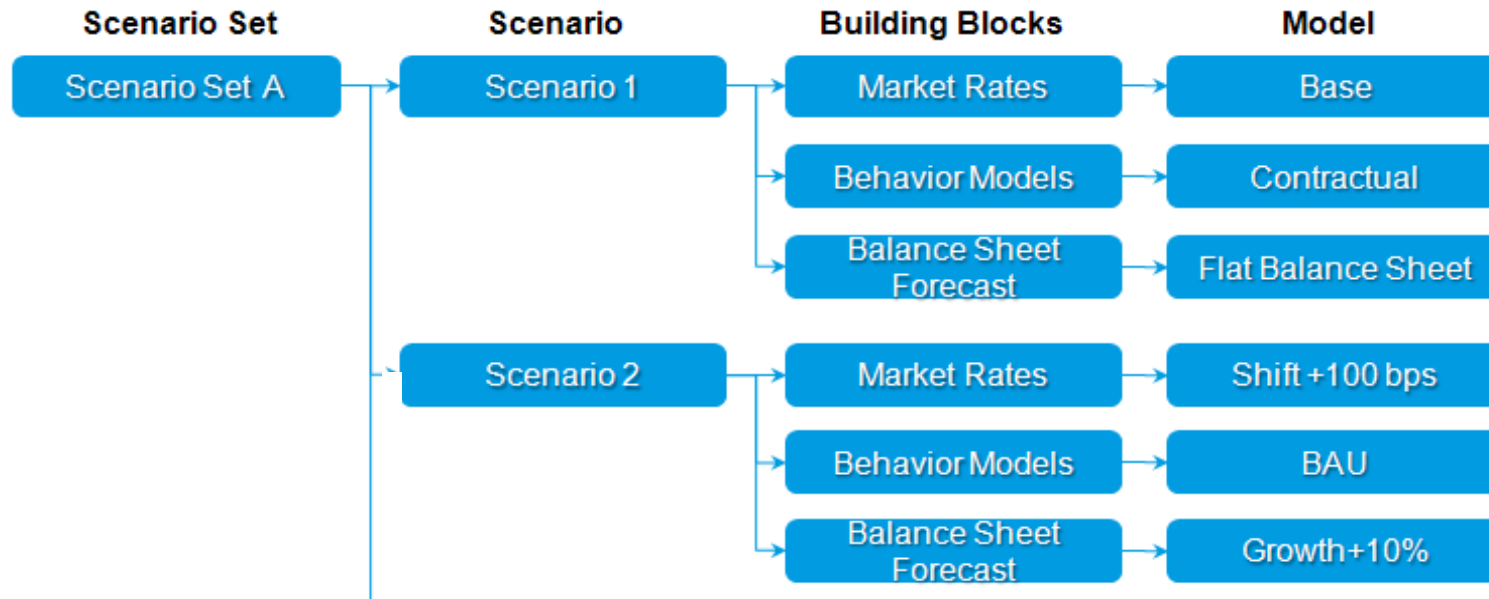 Scenario Set
Scenario
Building Blocks
Model
Scenario Set A
Scenario 1
Market Rates
Base
Behavior Models
Contractual
Balance Sheet
Forecast
Flat Balance Sheet
Scenario 2
Market Rates
Shift +100 bps
Behavior Models
BAU
Balance Sheet
Forecast
Growth+10%